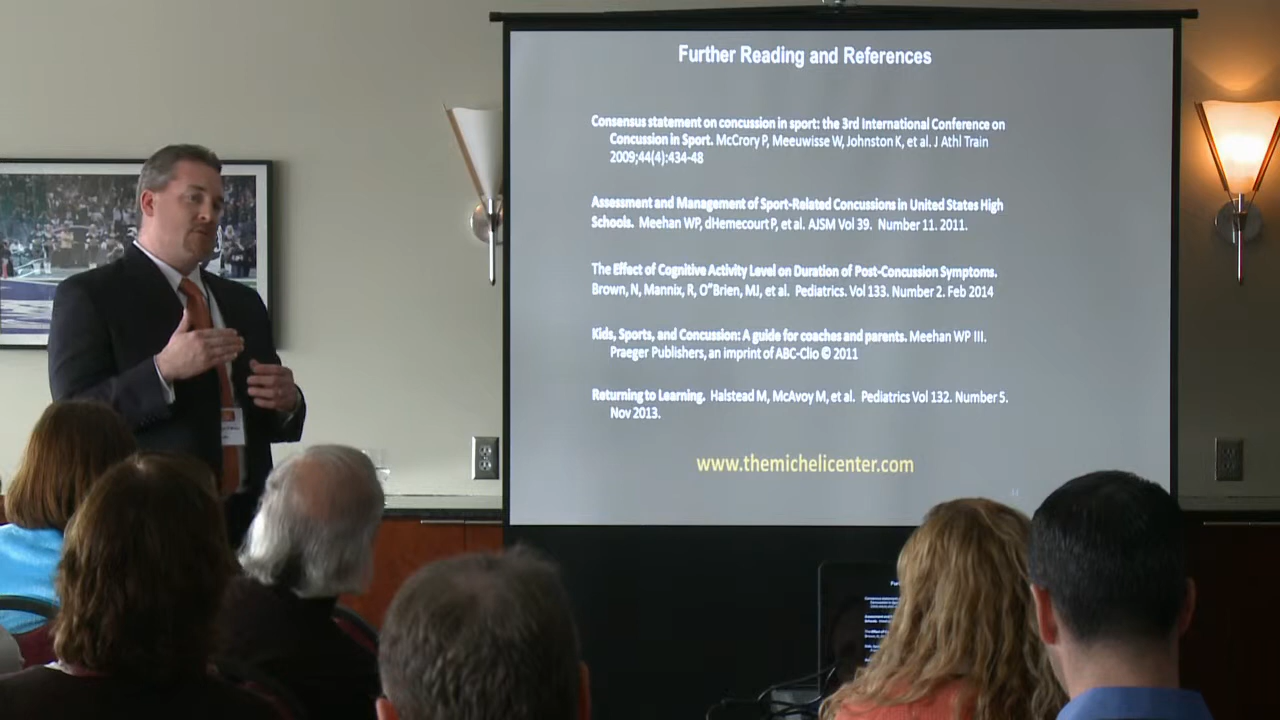 Further Reading and References
Consensus statement on concussion in sport: the 3rd International Conference on
Concussion in Sport. McCrory P, Meeuwisse W, Johnston K, et al. J Athl Train
2009;44(4):434-48
Assessment and Management of Sport-Related Concussions in United States High
Schools. Meehan WP, dHemecourt P, et al. AJSM Vol 39. Number 11. 2011.
The Effect of Cognitive Activity Level on Duration of Post-Concussion Symptoms.
Brown, N, Mannix, R, O"Brien, MJ, et al. Pediatrics. Vol 133. Number 2. Feb 2014
Kids, Sports, and Concussion: A guide for coaches and parents. Meehan WP III.
Praeger Publishers, an imprint of ABC-Clio © 2011
Returning to Learning. Halstead M, McAvoy M, et al. Pediatrics Vol 132. Number 5.
Nov 2013.
www.themichelicenter.com